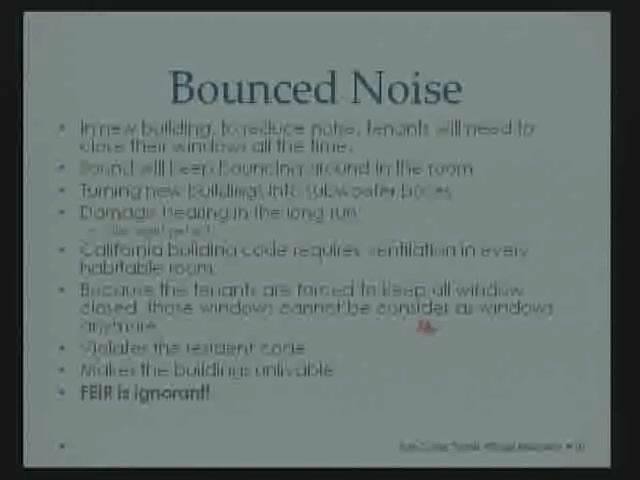 Bounced Noise
• In new building, to reduce noise, tenants will need to
close their windows all the time.
• Sound will keep bouncing around in the room
• Turning new buildings into subwoofer boxes
• Damage hearing in the long run
• California building code requires ventilation in every
habitable room
• Because the tenants are forced to keep all window
closed, those windows cannot be consider as windows
anymore
• Violates the resident code
• Makes the buildings unlivable
• FEIR is ignorant!